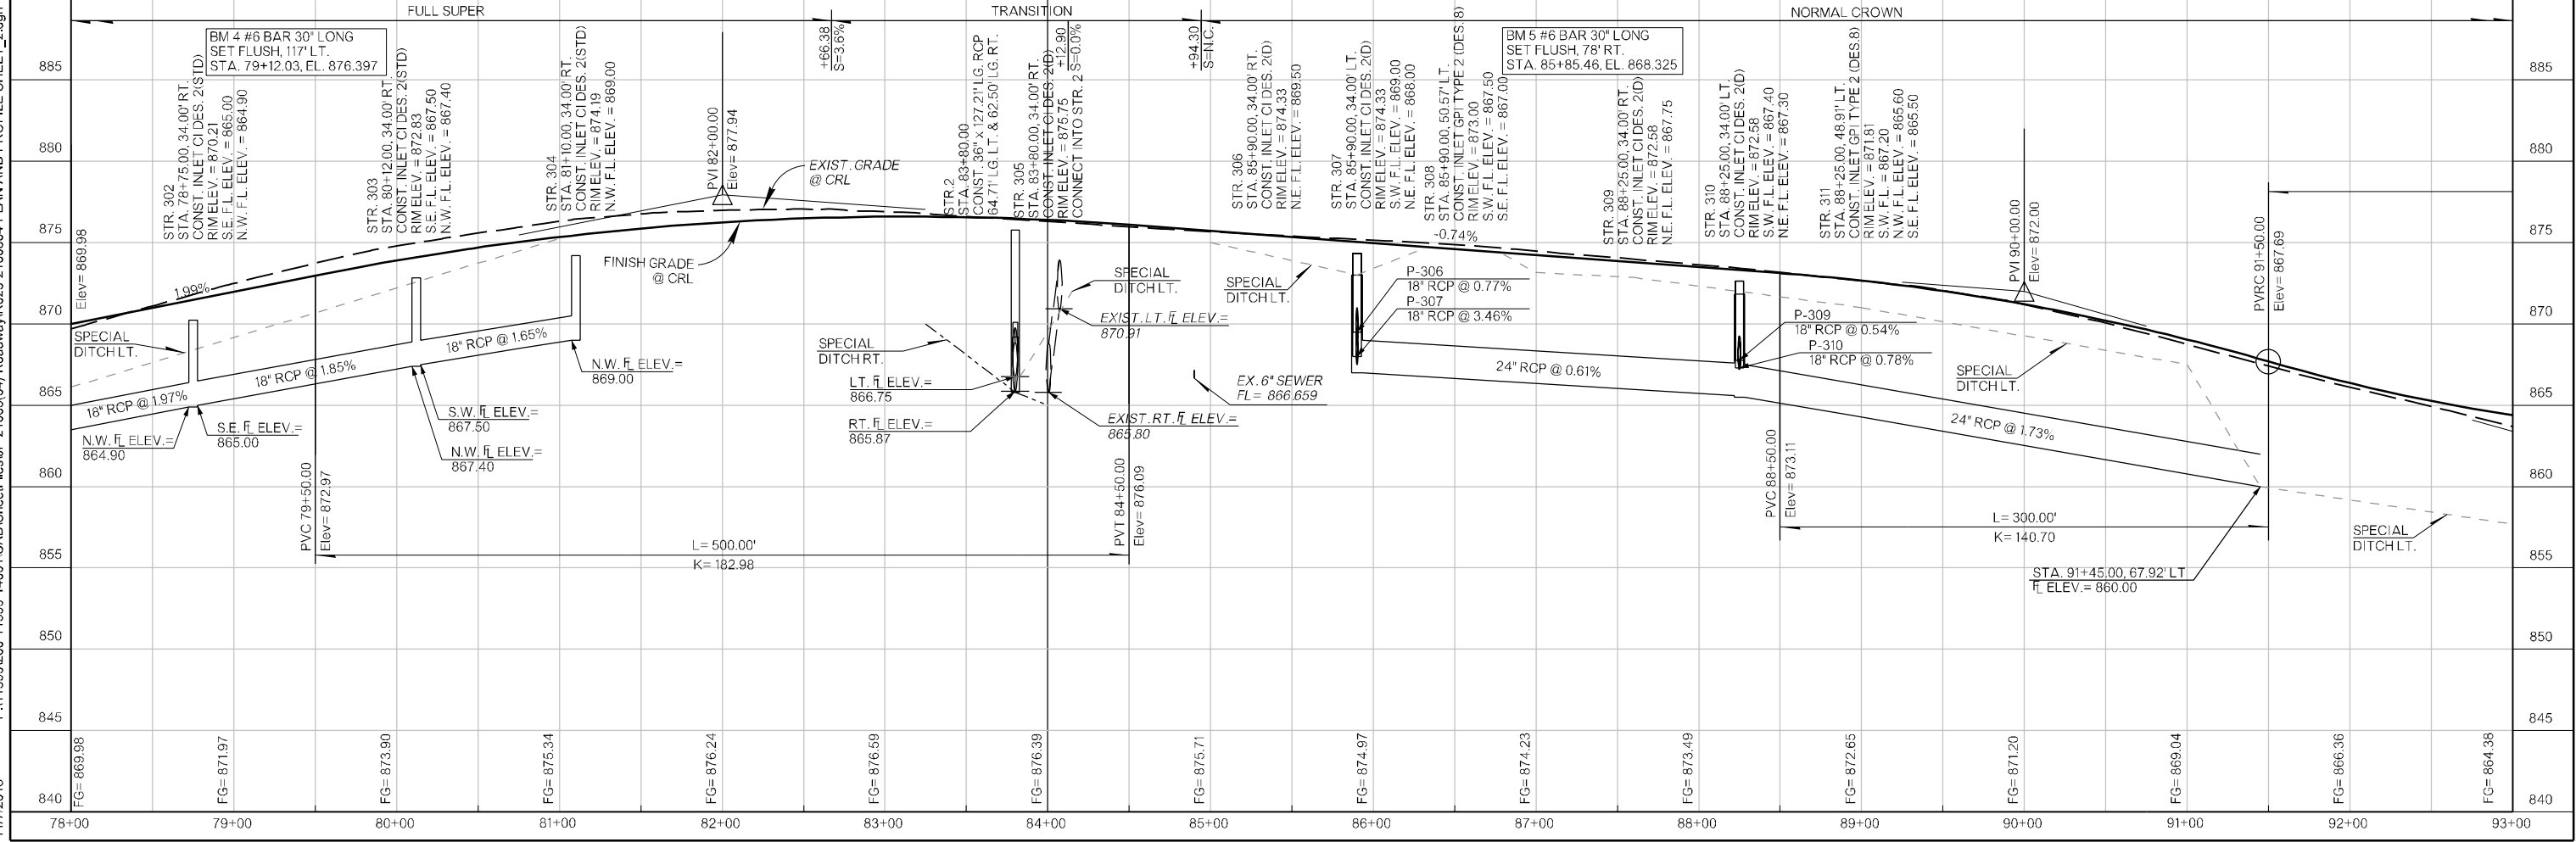 FULL SUPER
TRANSITION
NORMAL CROWN
+66.38
S=3.6%
+12.90
S=0.0%
+94.30
S=N.C.
BM 4 #6 BAR 30" LONG
SET FLUSH, 117' LT.
STA. 79+12.03, EL. 876.397
BM 5 #6 BAR 30" LONG
SET FLUSH, 78' RT.
STA. 85+85.46, EL. 868.325
885
880
875
870
865
860
855
850
845
840
Elev= 869.98
STR. 302
STA. 78+75.00, 34.00' RT.
CONST. INLET CI DES. 2(STD)
RIM ELEV. = 870.21
S.E. F.L. ELEV. = 865.00
N.W. F.L. ELEV. = 864.90
STR. 303
STA. 80+12.00, 34.00' RT.
CONST. INLET CI DES. 2(STD)
RIM ELEV. = 872.83
S.E. F.L. ELEV. = 867.50
N.W. F.L. ELEV. = 867.40
STR. 304
STA. 81+10.00, 34.00' RT.
CONST. INLET CI DES. 2(STD)
RIM ELEV. = 874.19
N.W. F.L. ELEV. = 869.00
PVI 82+00.00
Elev= 877.94
EXIST. GRADE
@ CRL
FINISH GRADE
@ CRL
STR. 2
STA. 83+80.00
CONST. 36" x 127.21' LG. RCP
64.71' LG. LT. & 62.50' LG. RT.
STR. 305
STA. 83+80.00, 34.00' RT.
CONST. INLET CI DES. 2(D)
RIM ELEV. = 875.75
CONNECT INTO STR. 2
STR. 306
STA. 85+90.00, 34.00' RT.
CONST. INLET CI DES. 2(D)
RIM ELEV. = 874.33
N.E. F.L. ELEV. = 869.50
STR. 307
STA. 85+90.00, 34.00' LT.
CONST. INLET CI DES. 2(D)
RIM ELEV. = 874.33
S.W. F.L. ELEV. = 869.00
N.E. F.L. ELEV. = 868.00
STR. 308
STA. 85+90.00, 50.57' LT.
CONST. INLET GPI TYPE 2 (DES. 8)
RIM ELEV. = 873.00
S.W. F.L. ELEV. = 867.50
S.E. F.L. ELEV. = 867.00
STR. 309
STA. 88+25.00, 34.00' RT.
CONST. INLET CI DES. 2(D)
RIM ELEV. = 872.58
N.E. F.L. ELEV. = 867.75
STR. 310
STA. 88+25.00, 34.00' LT.
CONST. INLET CI DES. 2(D)
RIM ELEV. = 872.58
S.W. F.L. ELEV. = 867.40
N.E. F.L. ELEV. = 867.30
STR. 311
STA. 88+25.00, 48.91' LT.
CONST. INLET GPI TYPE 2 (DES.8)
RIM ELEV. = 871.81
S.W. F.L. = 867.20
N.W. F.L. ELEV. = 865.60
S.E. F.L. ELEV. = 865.50
PVI 90+00.00
Elev= 872.00
PVRC 91+50.00
Elev= 867.69
1.99%
-0.74%
SPECIAL
DITCH LT.
18" RCP @ 1.97%
18" RCP @ 1.85%
18" RCP @ 1.65%
N.W. FL ELEV.=
864.90
S.E. FL ELEV.=
865.00
S.W. FL ELEV.=
867.50
N.W. FL ELEV.=
867.40
N.W. FL ELEV.=
869.00
SPECIAL
DITCH RT.
LT. FL ELEV.=
866.75
RT. FL ELEV.=
865.87
SPECIAL
DITCH LT.
EXIST. LT. FL ELEV.=
870.91
EXIST. RT. FL ELEV.=
865.80
SPECIAL
DITCH LT.
EX. 6" SEWER
FL= 866.659
P-306
18" RCP @ 0.77%
P-307
18" RCP @ 3.46%
24" RCP @ 0.61%
P-309
18" RCP @ 0.54%
P-310
18" RCP @ 0.78%
SPECIAL
DITCH LT.
24" RCP @ 1.73%
PVC 79+50.00
Elev= 872.97
L= 500.00'
K= 182.98
PVT 84+50.00
Elev= 876.09
PVC 88+50.00
Elev= 873.11
L= 300.00'
K= 140.70
STA. 91+45.00, 67.92' LT
FL ELEV.= 860.00
SPECIAL
DITCH LT.
885
880
875
870
865
860
855
850
845
840
FG= 869.98
FG= 871.97
FG= 873.90
FG= 875.34
FG= 876.24
FG= 876.59
FG= 876.39
FG= 875.71
FG= 874.97
FG= 874.23
FG= 873.49
FG= 872.65
FG= 871.20
FG= 869.04
FG= 866.36
FG= 864.38
78+00
79+00
80+00
81+00
82+00
83+00
84+00
85+00
86+00
87+00
88+00
89+00
90+00
91+00
92+00
93+00